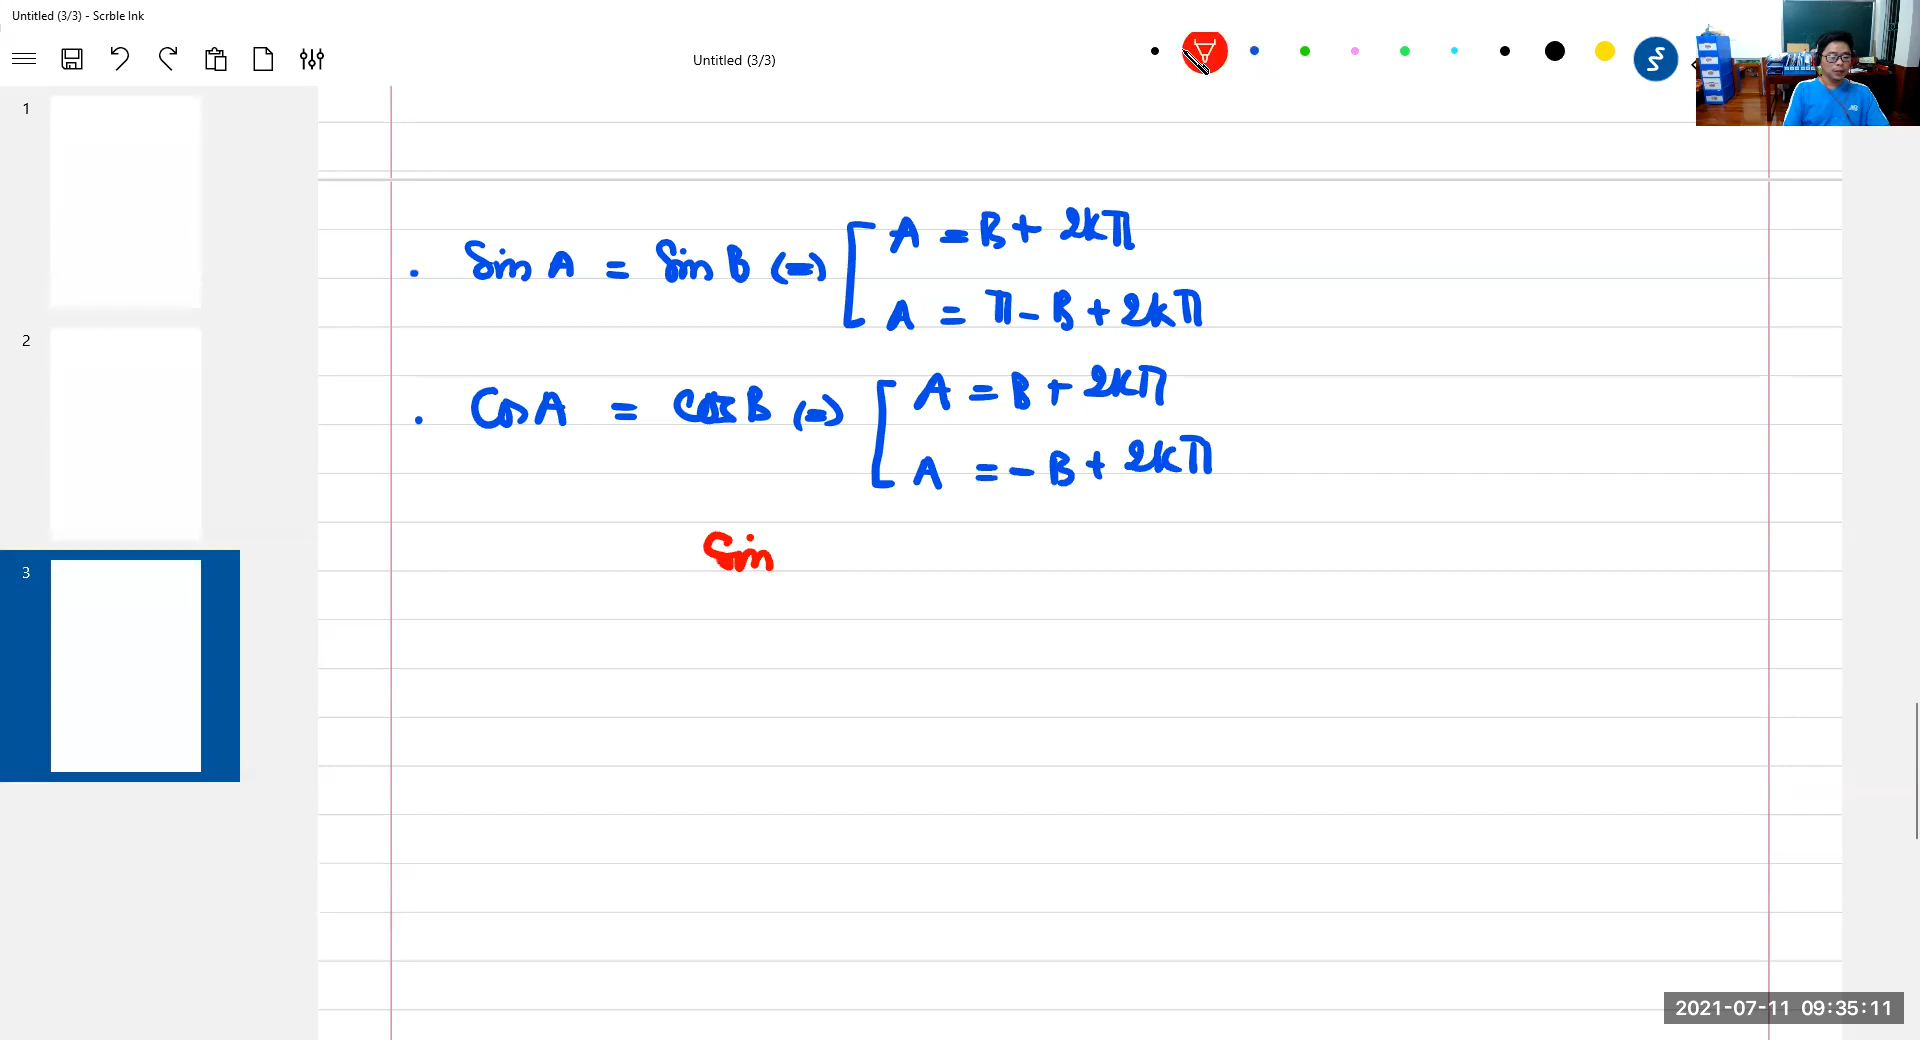 Untitled (3/3) - Scrble Ink
Untitled (3/3)
1
2
3
. Sin A = Sin B (=) [ A = B + 2kπ
A = π - B + 2kπ
. Cos A = Cos B (=) [ A = B + 2kπ
A = - B + 2kπ
Sin
2021-07-11 09:35:11